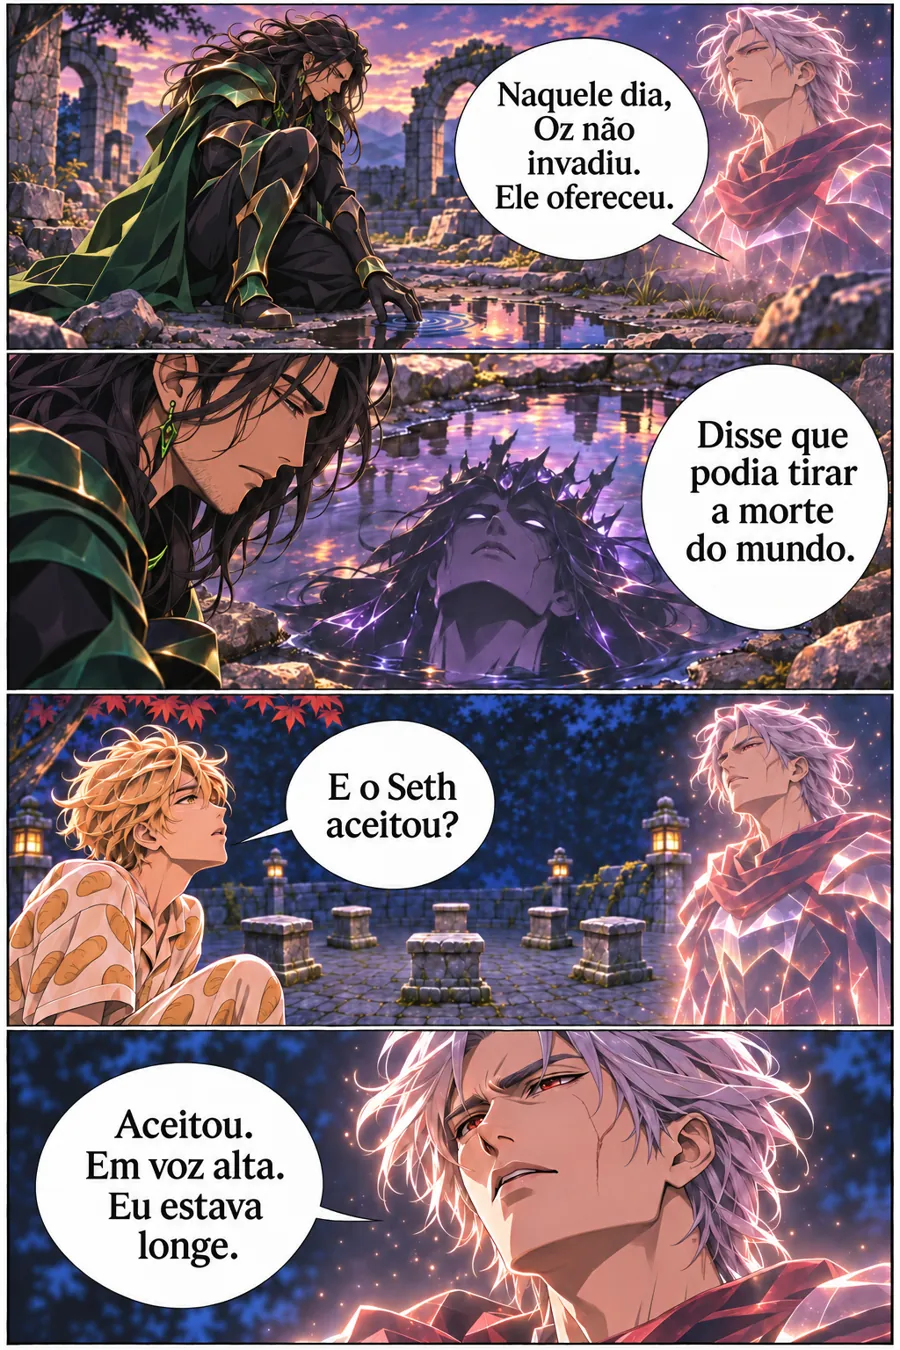 Naquele dia,
Oz não
invadiu.
Ele ofereceu.
Disse que
podia tirar
a morte
do mundo.
E o Seth
aceitou?
Aceitou.
Em voz alta.
Eu estava
longe.